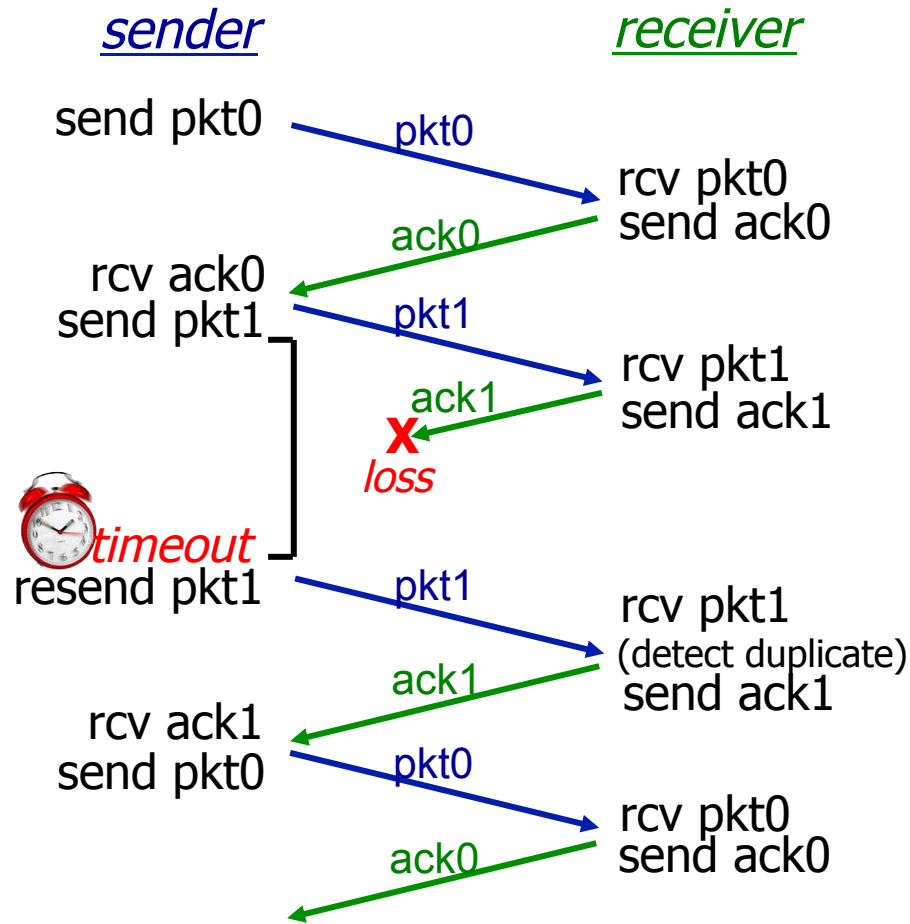 sender
receiver
send pkt0
pkt0
rcv pkt0
send ack0
ack0
rcv ack0
send pkt1
pkt1
rcv pkt1
send ack1
ack1
X
loss
timeout
resend pkt1
pkt1
rcv pkt1
(detect duplicate)
send ack1
ack1
rcv ack1
send pkt0
pkt0
rcv pkt0
send ack0
ack0